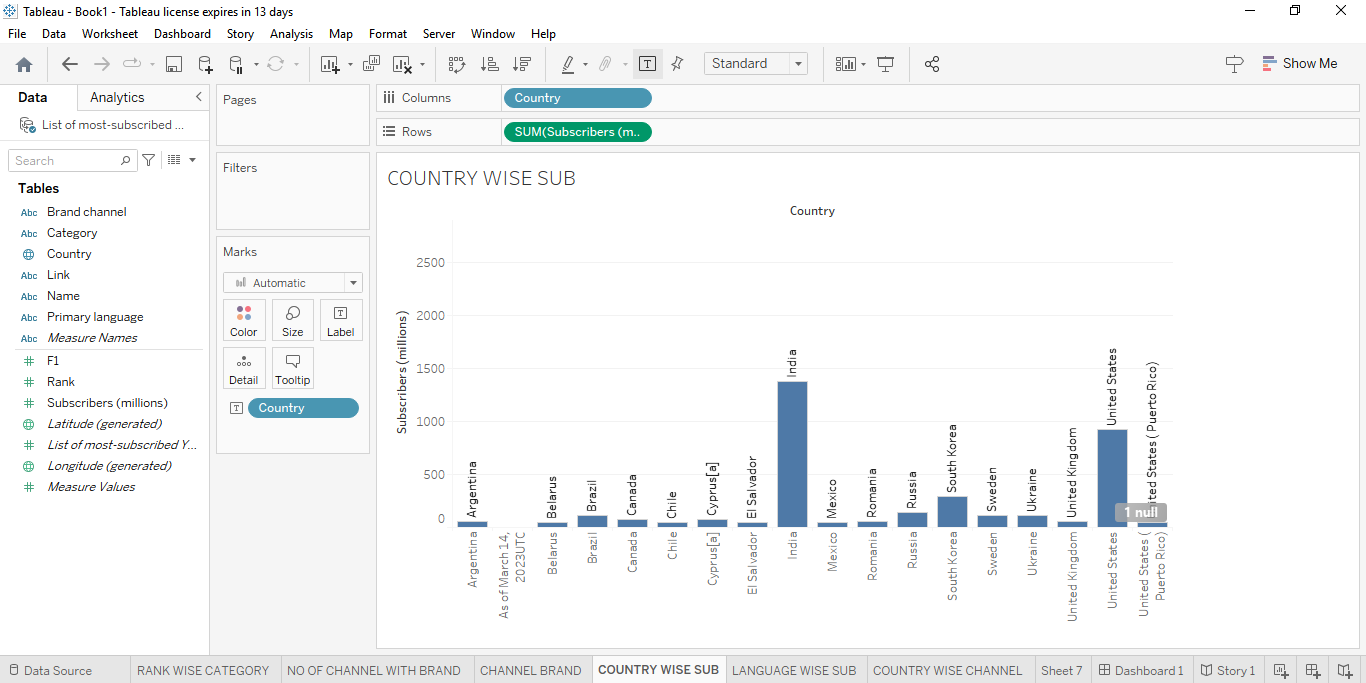 Tableau - Book1 - Tableau license expires in 13 days
File Data Worksheet Dashboard Story Analysis Map Format Server Window Help
Standard
Show Me
Data Analytics
List of most-subscribed ...
Search
Tables
Abc Brand channel
Abc Category
Country
Abc Link
Abc Name
Abc Primary language
Abc Measure Names
F1
Rank
Subscribers (millions)
Latitude (generated)
List of most-subscribed Y...
Longitude (generated)
Measure Values
Pages
Filters
Marks
Automatic
Color Size Label
Detail Tooltip
Country
Columns Country
Rows SUM(Subscribers (m..
COUNTRY WISE SUB
Country
Subscribers (millions)
2500
2000
1500
1000
500
0
Argentina
Belarus
Brazil
Canada
Chile
Cyprus[a]
El Salvador
India
Mexico
Romania
Russia
South Korea
Sweden
Ukraine
United Kingdom
United States
States ( Puerto Rico)
1 null
Argentina
As of March 14,
2023UTC
Belarus
Brazil
Canada
Chile
Cyprus[a]
El Salvador
India
Mexico
Romania
Russia
South Korea
Sweden
Ukraine
United Kingdom
United States
United States (
Puerto Rico)
Data Source RANK WISE CATEGORY NO OF CHANNEL WITH BRAND CHANNEL BRAND COUNTRY WISE SUB LANGUAGE WISE SUB COUNTRY WISE CHANNEL Sheet 7 Dashboard 1 Story 1